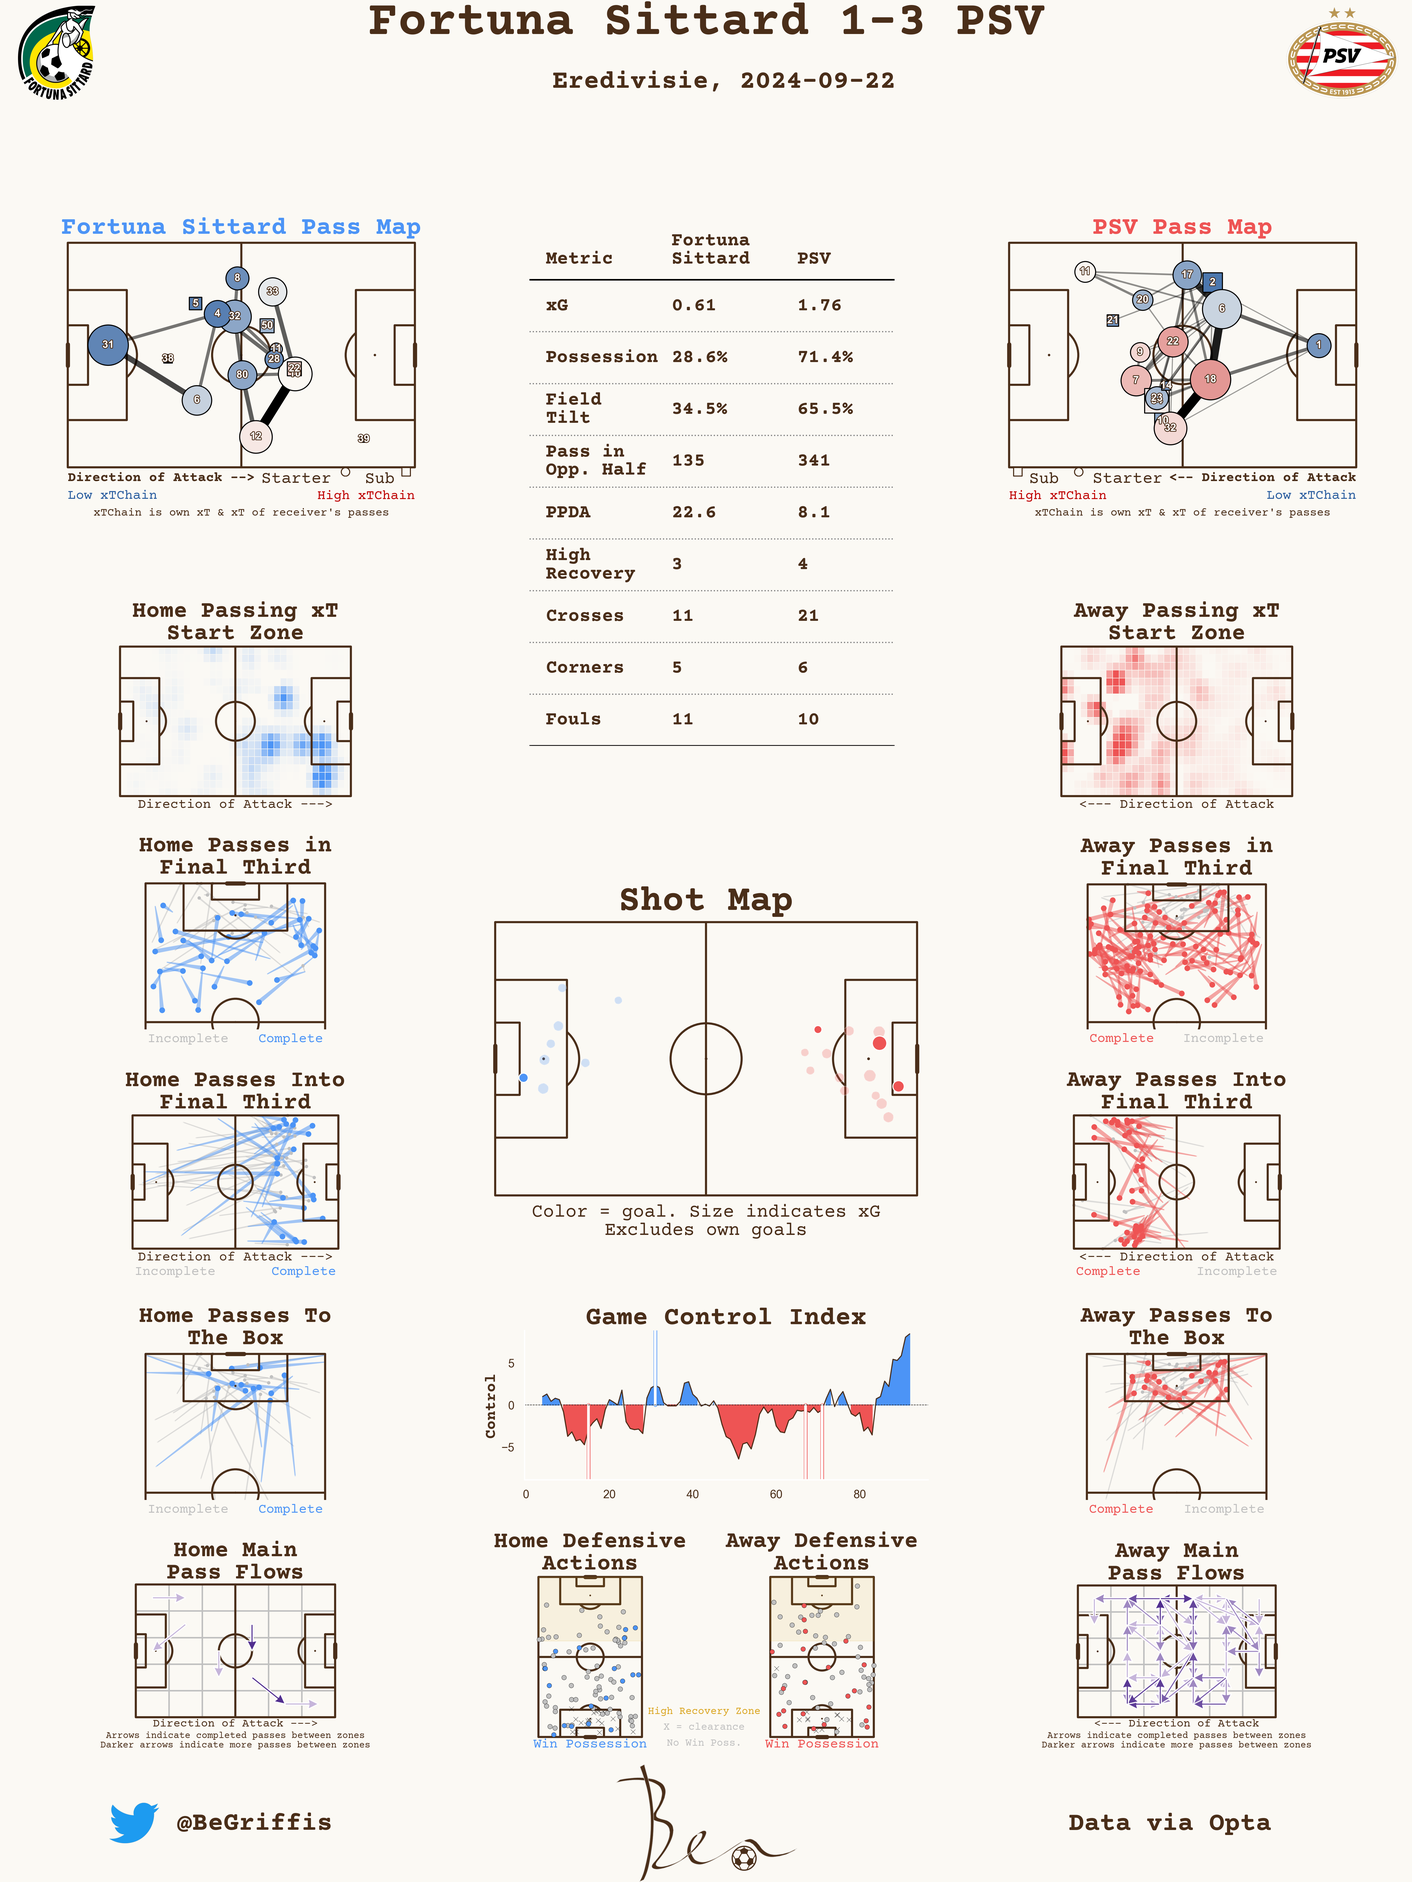 Fortuna Sittard 1-3 PSV
Eredivisie, 2024-09-22
FORTUNA SITTARD
PSV
EST 1913
Fortuna Sittard Pass Map
8
33
5
4
32
50
31
38
28
22
80
6
12
39
Direction of Attack --> Starter Sub
Low xTChain High xTChain
xTChain is own xT & xT of receiver's passes
Metric Fortuna Sittard PSV
xG 0.61 1.76
Possession 28.6% 71.4%
Field Tilt 34.5% 65.5%
Pass in Opp. Half 135 341
PPDA 22.6 8.1
High Recovery 3 4
Crosses 11 21
Corners 5 6
Fouls 11 10
PSV Pass Map
11
17
2
20
6
21
22
1
9
7
18
14
23
10
32
Sub Starter <-- Direction of Attack
High xTChain Low xTChain
xTChain is own xT & xT of receiver's passes
Home Passing xT
Start Zone
Direction of Attack --->
Away Passing xT
Start Zone
<--- Direction of Attack
Home Passes in
Final Third
Incomplete Complete
Away Passes in
Final Third
Complete Incomplete
Shot Map
Color = goal. Size indicates xG
Excludes own goals
Home Passes Into
Final Third
Direction of Attack --->
Incomplete Complete
Away Passes Into
Final Third
<--- Direction of Attack
Complete Incomplete
Home Passes To
The Box
Incomplete Complete
Game Control Index
Control
5
0
−5
0 20 40 60 80
Away Passes To
The Box
Complete Incomplete
Home Main
Pass Flows
Direction of Attack --->
Arrows indicate completed passes between zones
Darker arrows indicate more passes between zones
Home Defensive
Actions
Win Possession
High Recovery Zone
X = clearance
No Win Poss.
Away Defensive
Actions
Win Possession
Away Main
Pass Flows
<--- Direction of Attack
Arrows indicate completed passes between zones
Darker arrows indicate more passes between zones
@BeGriffis
Ben
Data via Opta